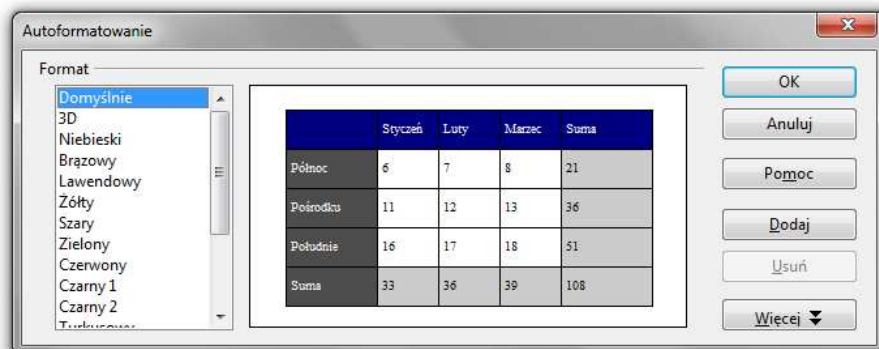 Autoformatowanie
Format
Domyślnie
3D
Niebieski
Brązowy
Lawendowy
Żółty
Szary
Zielony
Czerwony
Czarny 1
Czarny 2
Turkusowy
Styczeń Luty Marzec Suma
Północ 6 7 8 21
Pośrodku 11 12 13 36
Południe 16 17 18 51
Suma 33 36 39 108
OK
Anuluj
Pomoc
Dodaj
Usuń
Więcej